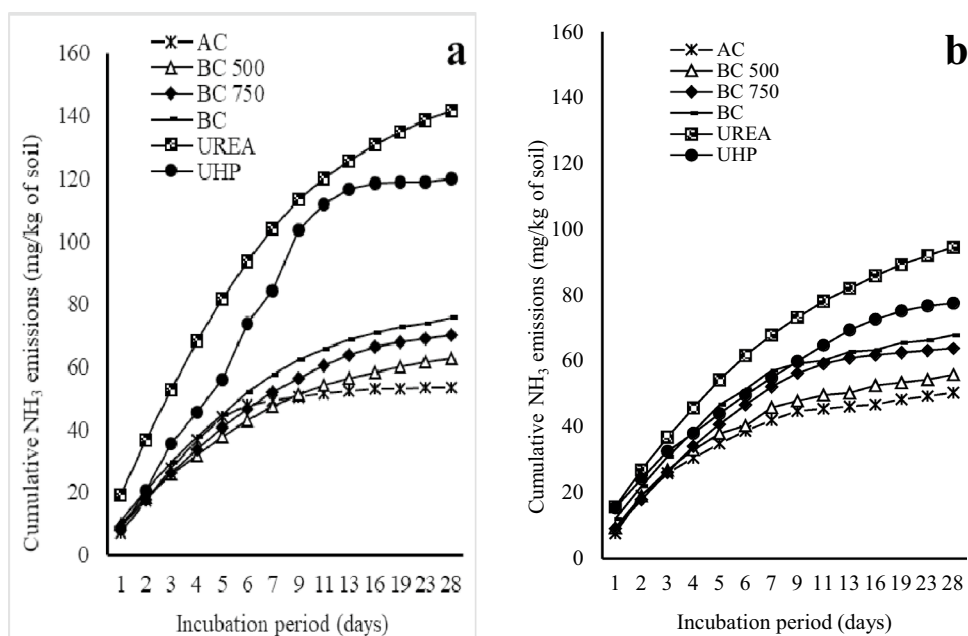 a
AC
BC 500
BC 750
BC
UREA
UHP
160
140
120
100
80
60
40
20
0
Cumulative NH3 emissions (mg/kg of soil)
1 2 3 4 5 6 7 9 11 13 16 19 23 28
Incubation period (days)
b
AC
BC 500
BC 750
BC
UREA
UHP
160
140
120
100
80
60
40
20
0
Cumulative NH3 emissions (mg/kg of soil)
1 2 3 4 5 6 7 9 11 13 16 19 23 28
Incubation period (days)